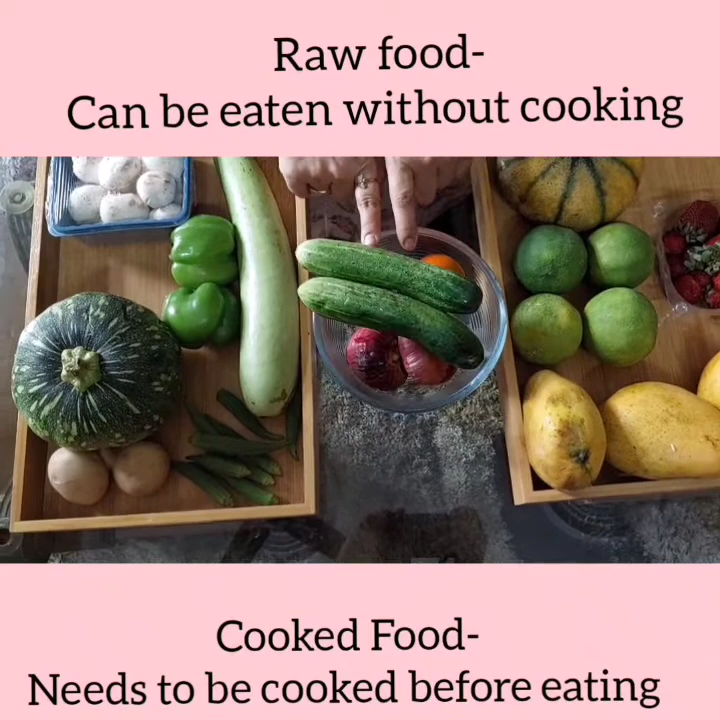 Raw food-
Can be eaten without cooking
Cooked Food-
Needs to be cooked before eating